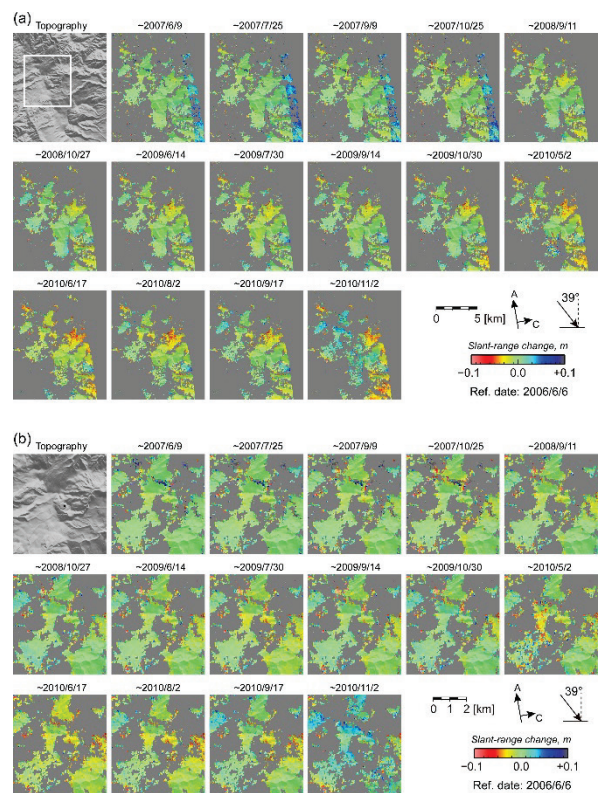 (a)
Topography ~2007/6/9 ~2007/7/25 ~2007/9/9 ~2007/10/25 ~2008/9/11
~2008/10/27 ~2009/6/14 ~2009/7/30 ~2009/9/14 ~2009/10/30 ~2010/5/2
~2010/6/17 ~2010/8/2 ~2010/9/17 ~2010/11/2
A
C
39°
0 5 [km]
Slant-range change, m
−0.1 0.0 +0.1
Ref. date: 2006/6/6
(b)
Topography ~2007/6/9 ~2007/7/25 ~2007/9/9 ~2007/10/25 ~2008/9/11
~2008/10/27 ~2009/6/14 ~2009/7/30 ~2009/9/14 ~2009/10/30 ~2010/5/2
~2010/6/17 ~2010/8/2 ~2010/9/17 ~2010/11/2
A
C
39°
0 1 2 [km]
Slant-range change, m
−0.1 0.0 +0.1
Ref. date: 2006/6/6